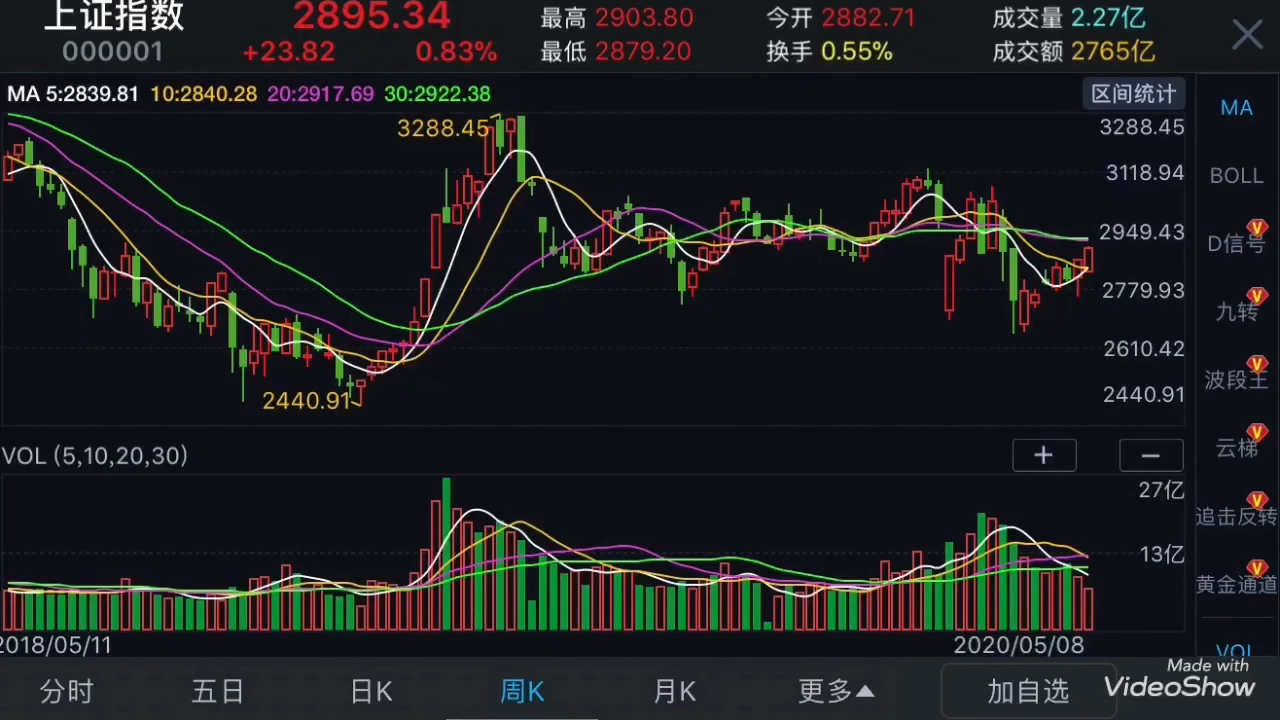 上证指数 2895.34 最高 2903.80 今开 2882.71 成交量 2.27亿
000001 +23.82 0.83% 最低 2879.20 换手 0.55% 成交额 2765亿
MA 5:2839.81 10:2840.28 20:2917.69 30:2922.38 区间统计
3288.45
3288.45
3118.94
2949.43
2779.93
2610.42
2440.91
2440.91
VOL (5,10,20,30) + −
27亿
13亿
2018/05/11 2020/05/08
MA
BOLL
D信号
九转
波段王
云梯
追击反转
黄金通道
VOL
分时 五日 日K 周K 月K 更多 加自选
Made with
VideoShow